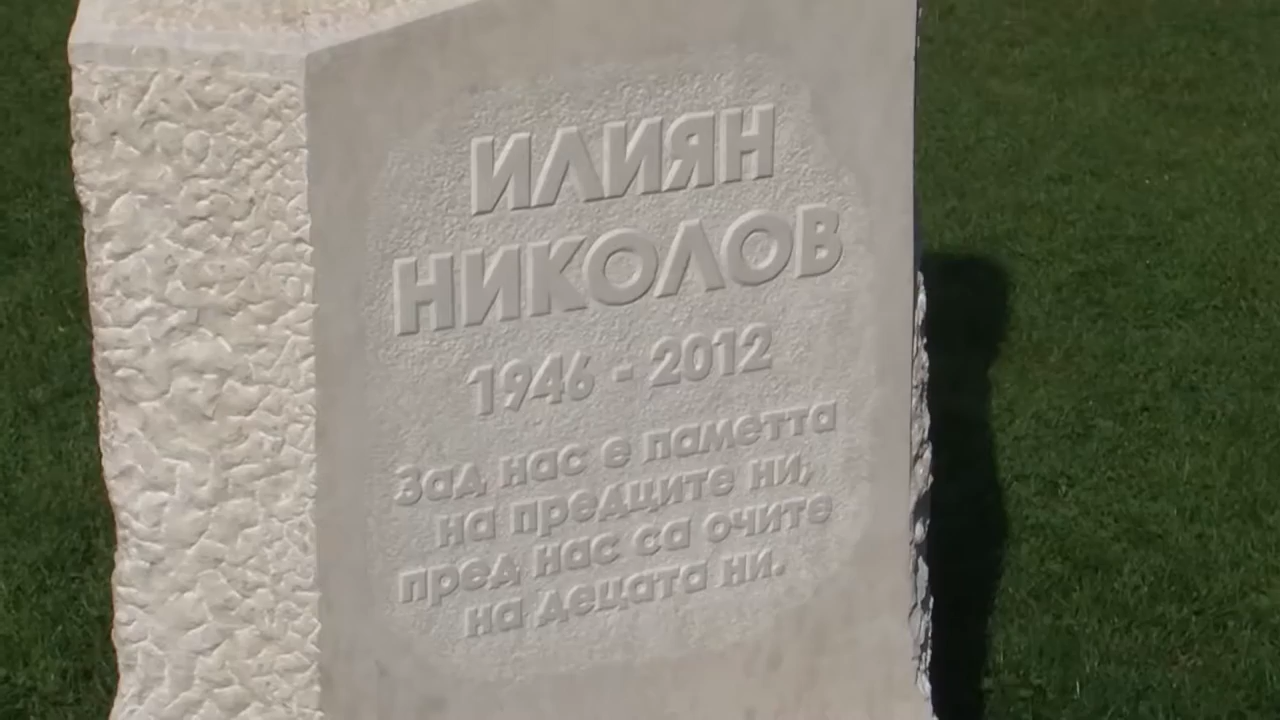 ИЛИЯН
НИКОЛОВ
1946 - 2012
Зад нас е паметта
на предците ни,
пред нас са очите
на децата ни.